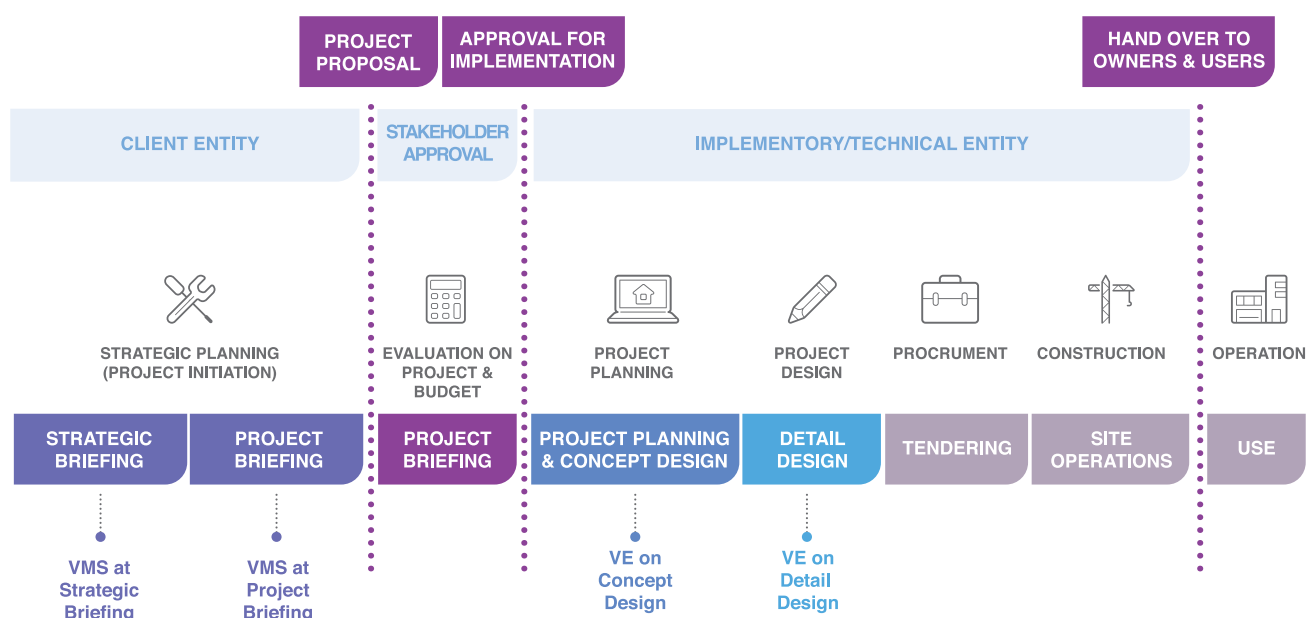 PROJECT
PROPOSAL
APPROVAL FOR
IMPLEMENTATION
HAND OVER TO
OWNERS & USERS
CLIENT ENTITY
STAKEHOLDER
APPROVAL
IMPLEMENTORY/TECHNICAL ENTITY
STRATEGIC PLANNING
(PROJECT INITIATION)
EVALUATION ON
PROJECT &
BUDGET
PROJECT
PLANNING
PROJECT
DESIGN
PROCRUMENT
CONSTRUCTION
OPERATION
STRATEGIC
BRIEFING
PROJECT
BRIEFING
PROJECT
BRIEFING
PROJECT PLANNING
& CONCEPT DESIGN
DETAIL
DESIGN
TENDERING
SITE
OPERATIONS
USE
VMS at
Strategic
Briefing
VMS at
Project
Briefing
VE on
Concept
Design
VE on
Detail
Design